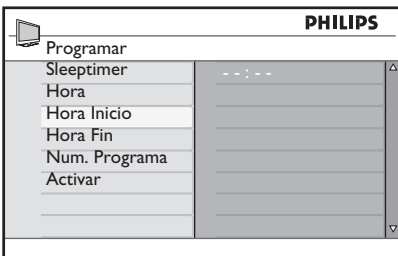 PHILIPS
Programar
Sleeptimer
--:--
Hora
Hora Inicio
Hora Fin
Num. Programa
Activar